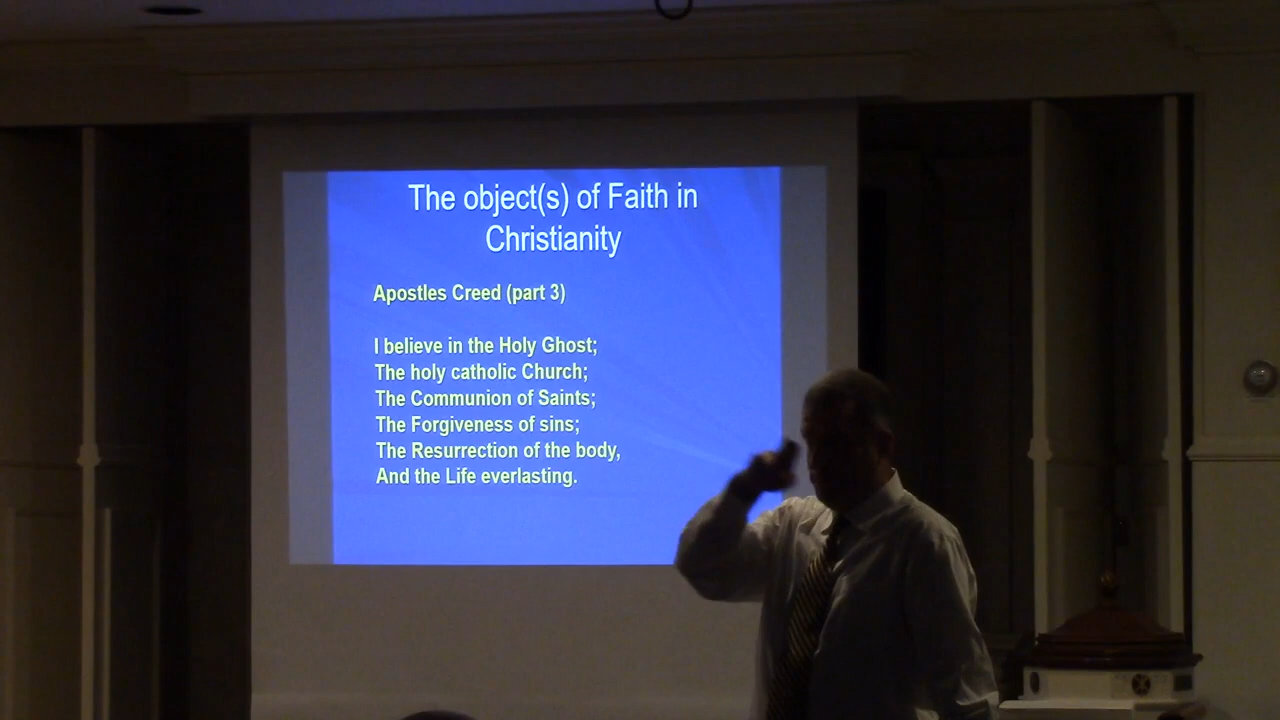 The object(s) of Faith in
Christianity
Apostles Creed (part 3)
I believe in the Holy Ghost;
The holy catholic Church;
The Communion of Saints;
The Forgiveness of sins;
The Resurrection of the body,
And the Life everlasting.